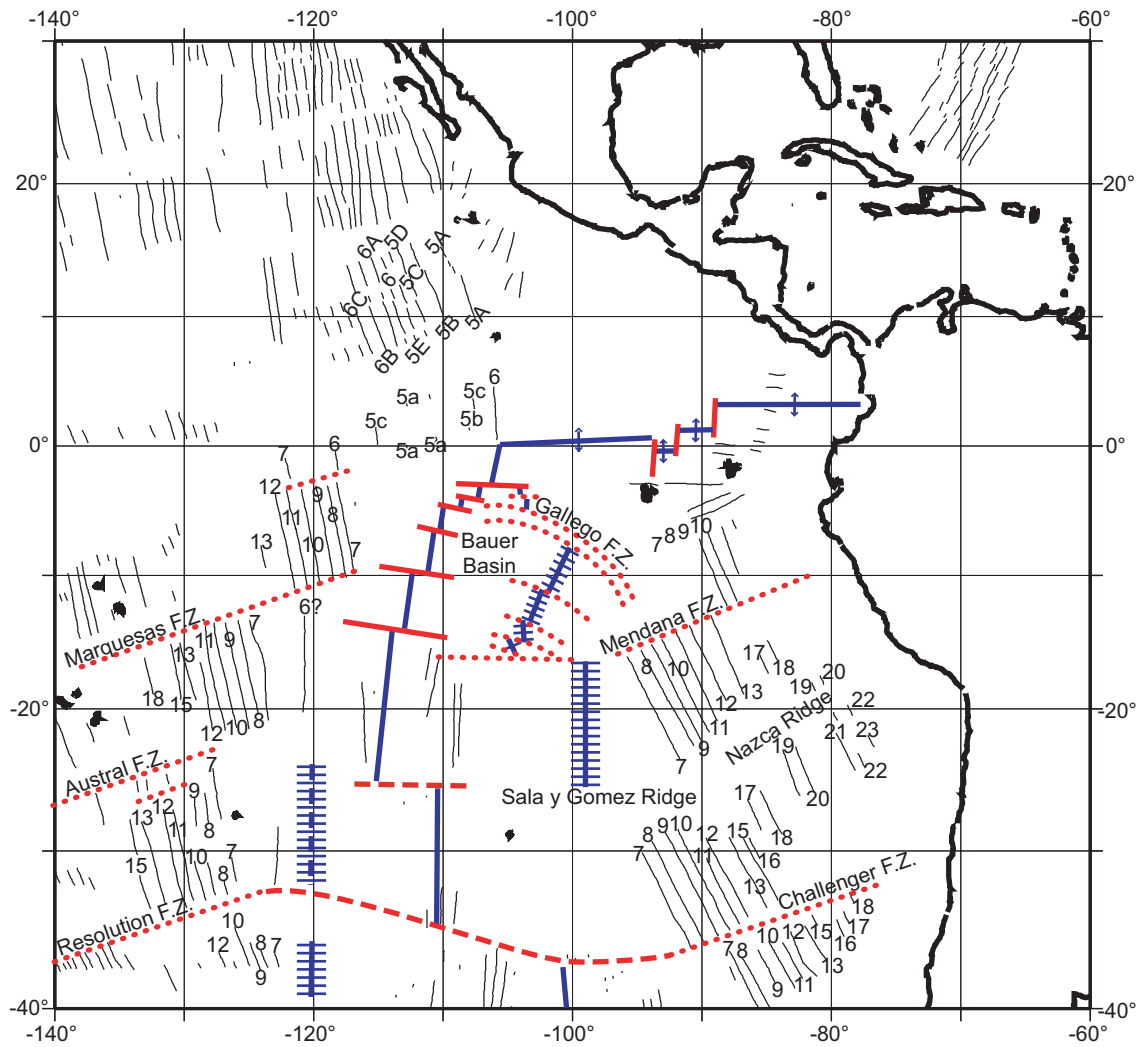 -140° -120° -100° -80° -60°
20° 20°
6A 5D 5A
6 5C
6C
5B 5A
6B 5E
6
5a 5c
5c 5b
0° 5a 5a 0°
7 6
12 9
11 8
13 10 7
6?
Gallego F.Z.
Bauer
Basin
7 8 9 10
Marquesas F.Z.
13 11 9 7
18 15
12 10 8
Mendana F.Z.
8 10 17 18
12 13 19 20
11 22
9 21 23
7 19 22
20
Nazca Ridge
-20° -20°
Austral F.Z.
7
9
12
13 11 8
15 10 7
8
Sala y Gomez Ridge
17
8 9 10 12 15 18
7 11 16
13
Challenger F.Z.
Resolution F.Z.
10
12 8 7
9
18
7 8 10 12 15 17
16
13
9 11
-40° -40°
-140° -120° -100° -80° -60°